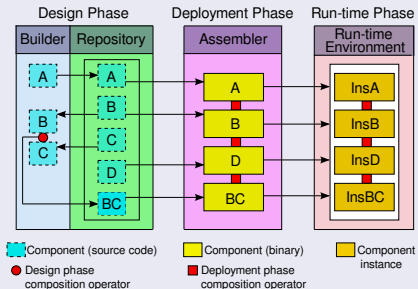 Design Phase Deployment Phase Run-time Phase
Builder Repository Assembler Run-time
Environment
A A A InsA
B B B InsB
C C
D D InsD
BC BC InsBC
Component (source code) Component (binary) Component
instance
Design phase
composition operator
Deployment phase
composition operator